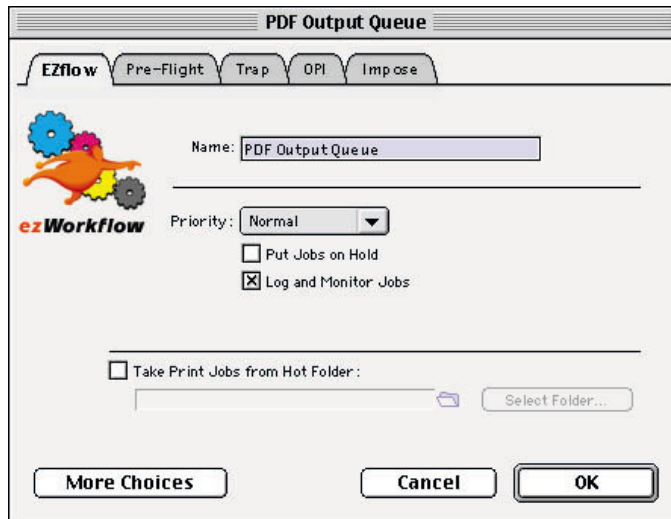 PDF Output Queue
EZflow Pre-Flight Trap OPI Impose
Name: PDF Output Queue
ezWorkflow
Priority: Normal
Put Jobs on Hold
Log and Monitor Jobs
Take Print Jobs from Hot Folder:
Select Folder...
More Choices Cancel OK